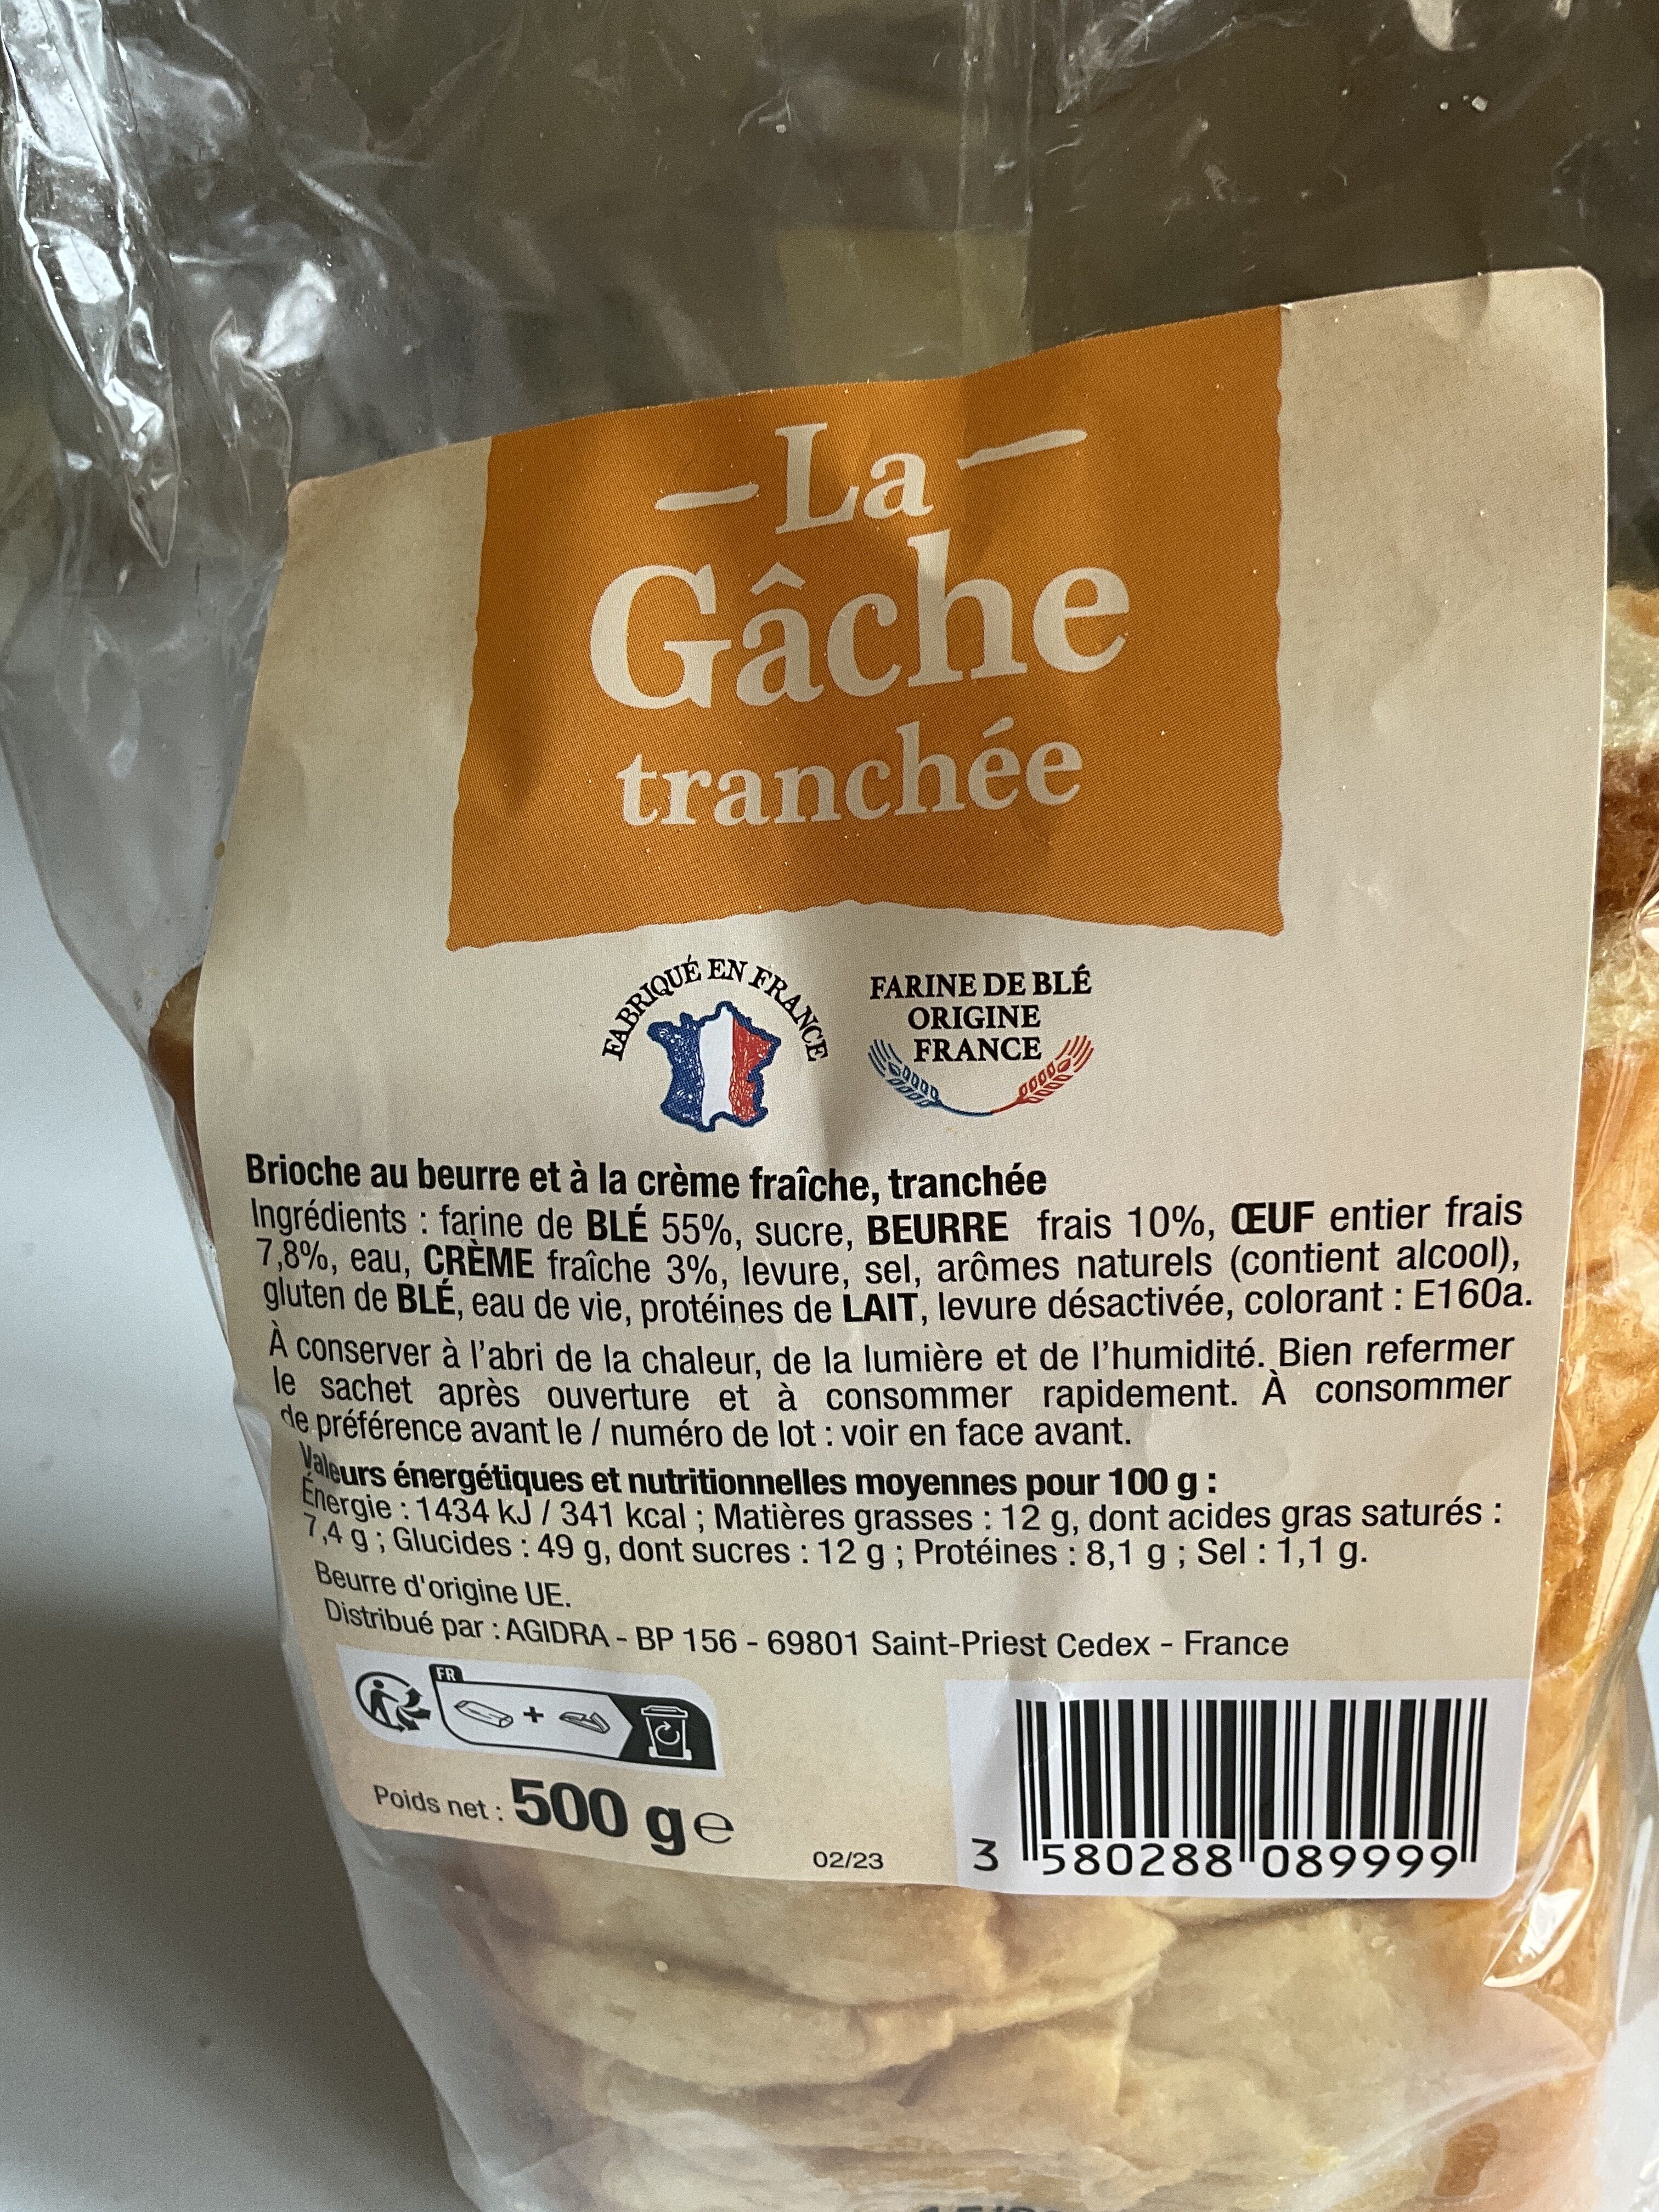 La
Gâche
tranchée
FABRIQUÉ EN FRANCE
FARINE DE BLÉ
ORIGINE
FRANCE
Brioche au beurre et à la crème fraîche, tranchée
Ingrédients : farine de BLÉ 55%, sucre, BEURRE frais 10%, ŒUF entier frais
7,8%, eau, CRÈME fraîche 3%, levure, sel, arômes naturels (contient alcool),
gluten de BLÉ, eau de vie, protéines de LAIT, levure désactivée, colorant : E160a.
À conserver à l'abri de la chaleur, de la lumière et de l'humidité. Bien refermer
le sachet après ouverture et à consommer rapidement. À consommer
de préférence avant le / numéro de lot : voir en face avant.
Valeurs énergétiques et nutritionnelles moyennes pour 100 g :
Énergie : 1434 kJ / 341 kcal ; Matières grasses : 12 g, dont acides gras saturés :
7,4 g ; Glucides : 49 g, dont sucres : 12 g ; Protéines : 8,1 g ; Sel : 1,1 g.
Beurre d'origine UE.
Distribué par : AGIDRA - BP 156 - 69801 Saint-Priest Cedex - France
FR
Poids net : 500 g e
02/23
3 580288 089999